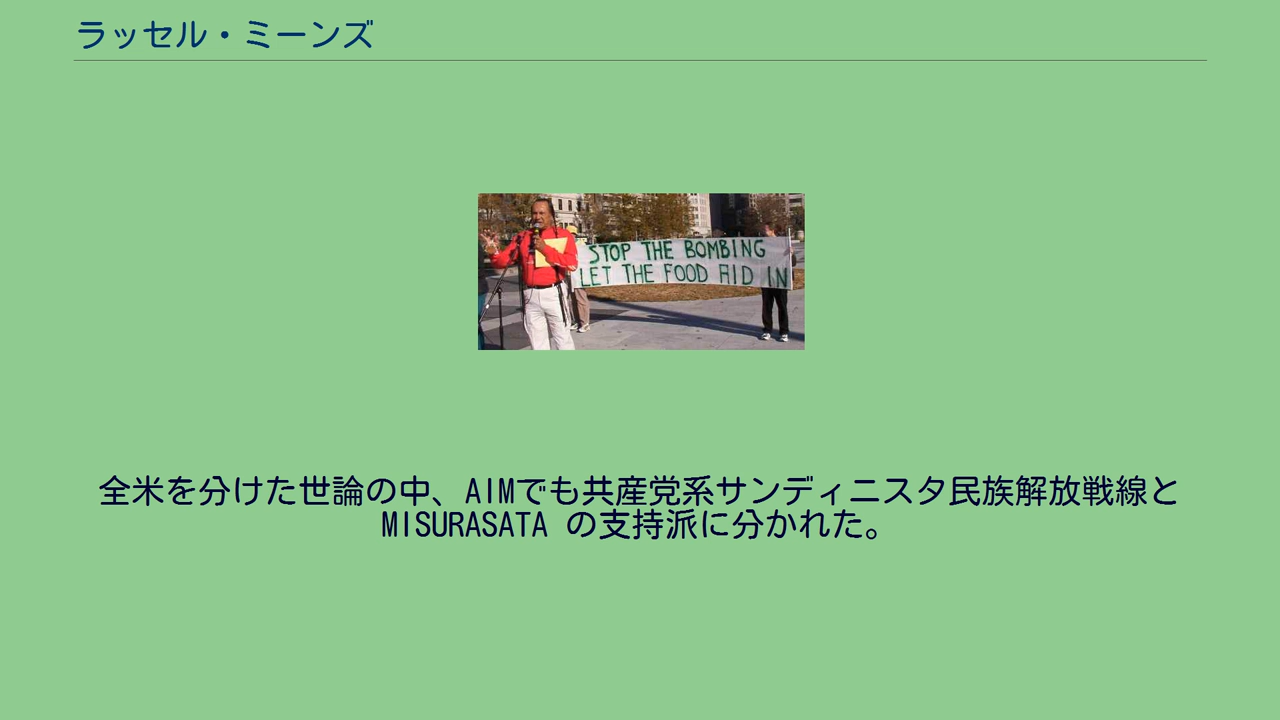 ラッセル・ミーンズ
STOP THE BOMBING
LET THE FOOD AID IN
全米を分けた世論の中、AIMでも共産党系サンディニスタ民族解放戦線と
MISURASATA の支持派に分かれた。